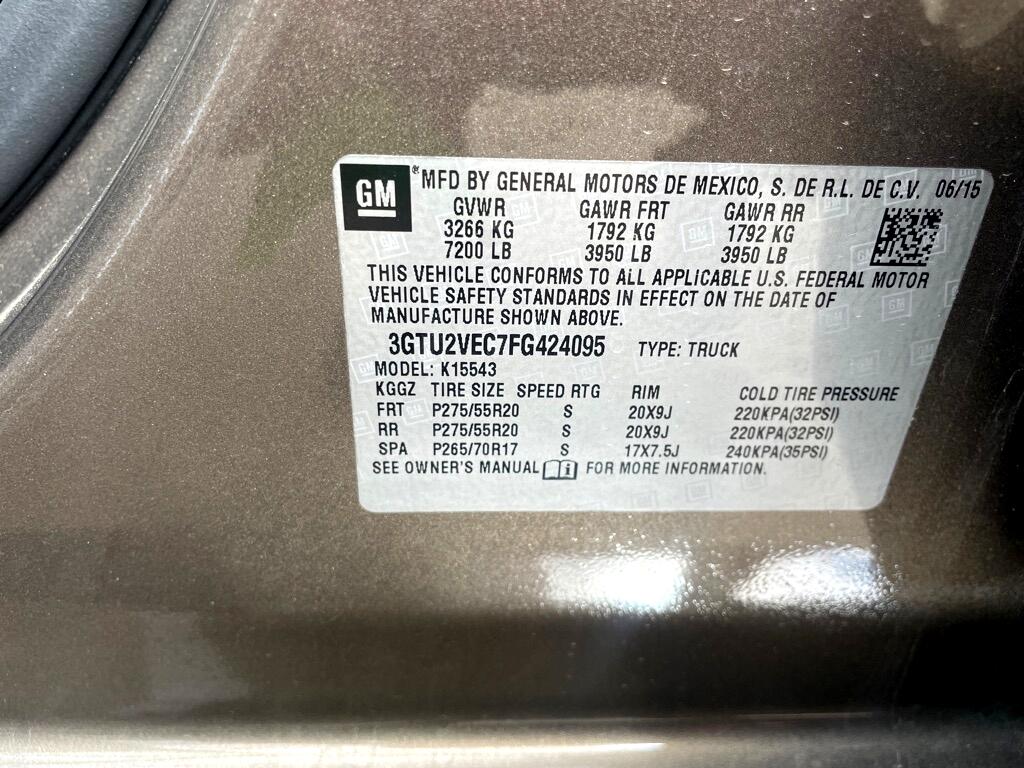 GM ® MFD BY GENERAL MOTORS DE MEXICO, S. DE R.L. DE C.V. 06/15
GVWR GAWR FRT GAWR RR
3266 KG 1792 KG 1792 KG
7200 LB 3950 LB 3950 LB
THIS VEHICLE CONFORMS TO ALL APPLICABLE U.S. FEDERAL MOTOR
VEHICLE SAFETY STANDARDS IN EFFECT ON THE DATE OF
MANUFACTURE SHOWN ABOVE.
3GTU2VEC7FG424095 TYPE: TRUCK
MODEL: K15543
KGGZ TIRE SIZE SPEED RTG RIM COLD TIRE PRESSURE
FRT P275/55R20 S 20X9J 220KPA(32PSI)
RR P275/55R20 S 20X9J 220KPA(32PSI)
SPA P265/70R17 S 17X7.5J 240KPA(35PSI)
SEE OWNER'S MANUAL FOR MORE INFORMATION.